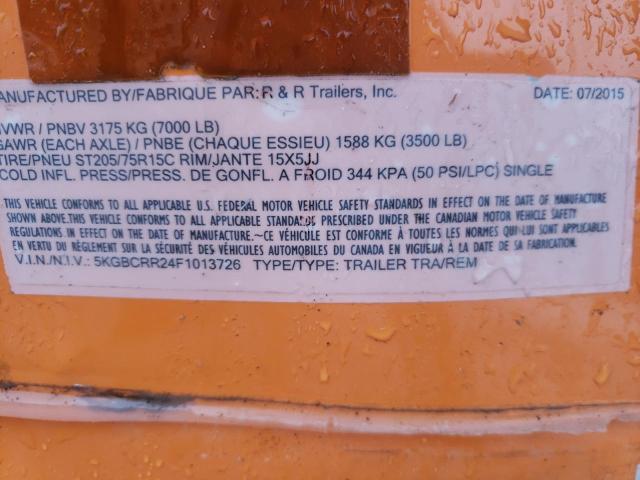 ANUFACTURED BY/FABRIQUE PAR: R & R Trailers, Inc. DATE: 07/2015
VWR / PNBV 3175 KG (7000 LB)
GAWR (EACH AXLE) / PNBE (CHAQUE ESSIEU) 1588 KG (3500 LB)
TIRE/PNEU ST205/75R15C RIM/JANTE 15X5JJ
COLD INFL. PRESS/PRESS. DE GONFL. A FROID 344 KPA (50 PSI/LPC) SINGLE
THIS VEHICLE CONFORMS TO ALL APPLICABLE U.S. FEDERAL MOTOR VEHICLE SAFETY STANDARDS IN EFFECT ON THE DATE OF MANUFACTURE
SHOWN ABOVE.THIS VEHICLE CONFORMS TO ALL APPLICABLE STANDARDS PRESCRIBED UNDER THE CANADIAN MOTOR VEHICLE SAFETY
REGULATIONS IN EFFECT ON THE DATE OF MANUFACTURE.~CE VÉHICULE EST CONFORME À TOUTES LES NORMES QUI LUI SONT APPLICABLES
EN VERTU DU RÈGLEMENT SUR LA SÉCURITÉ DES VÉHICULES AUTOMOBILES DU CANADA EN VIGUEUR À LA DATE DE SA FABRICATION.
V.I.N./N.I.V.: 5KGBCRR24F1013726 TYPE/TYPE: TRAILER TRA/REM